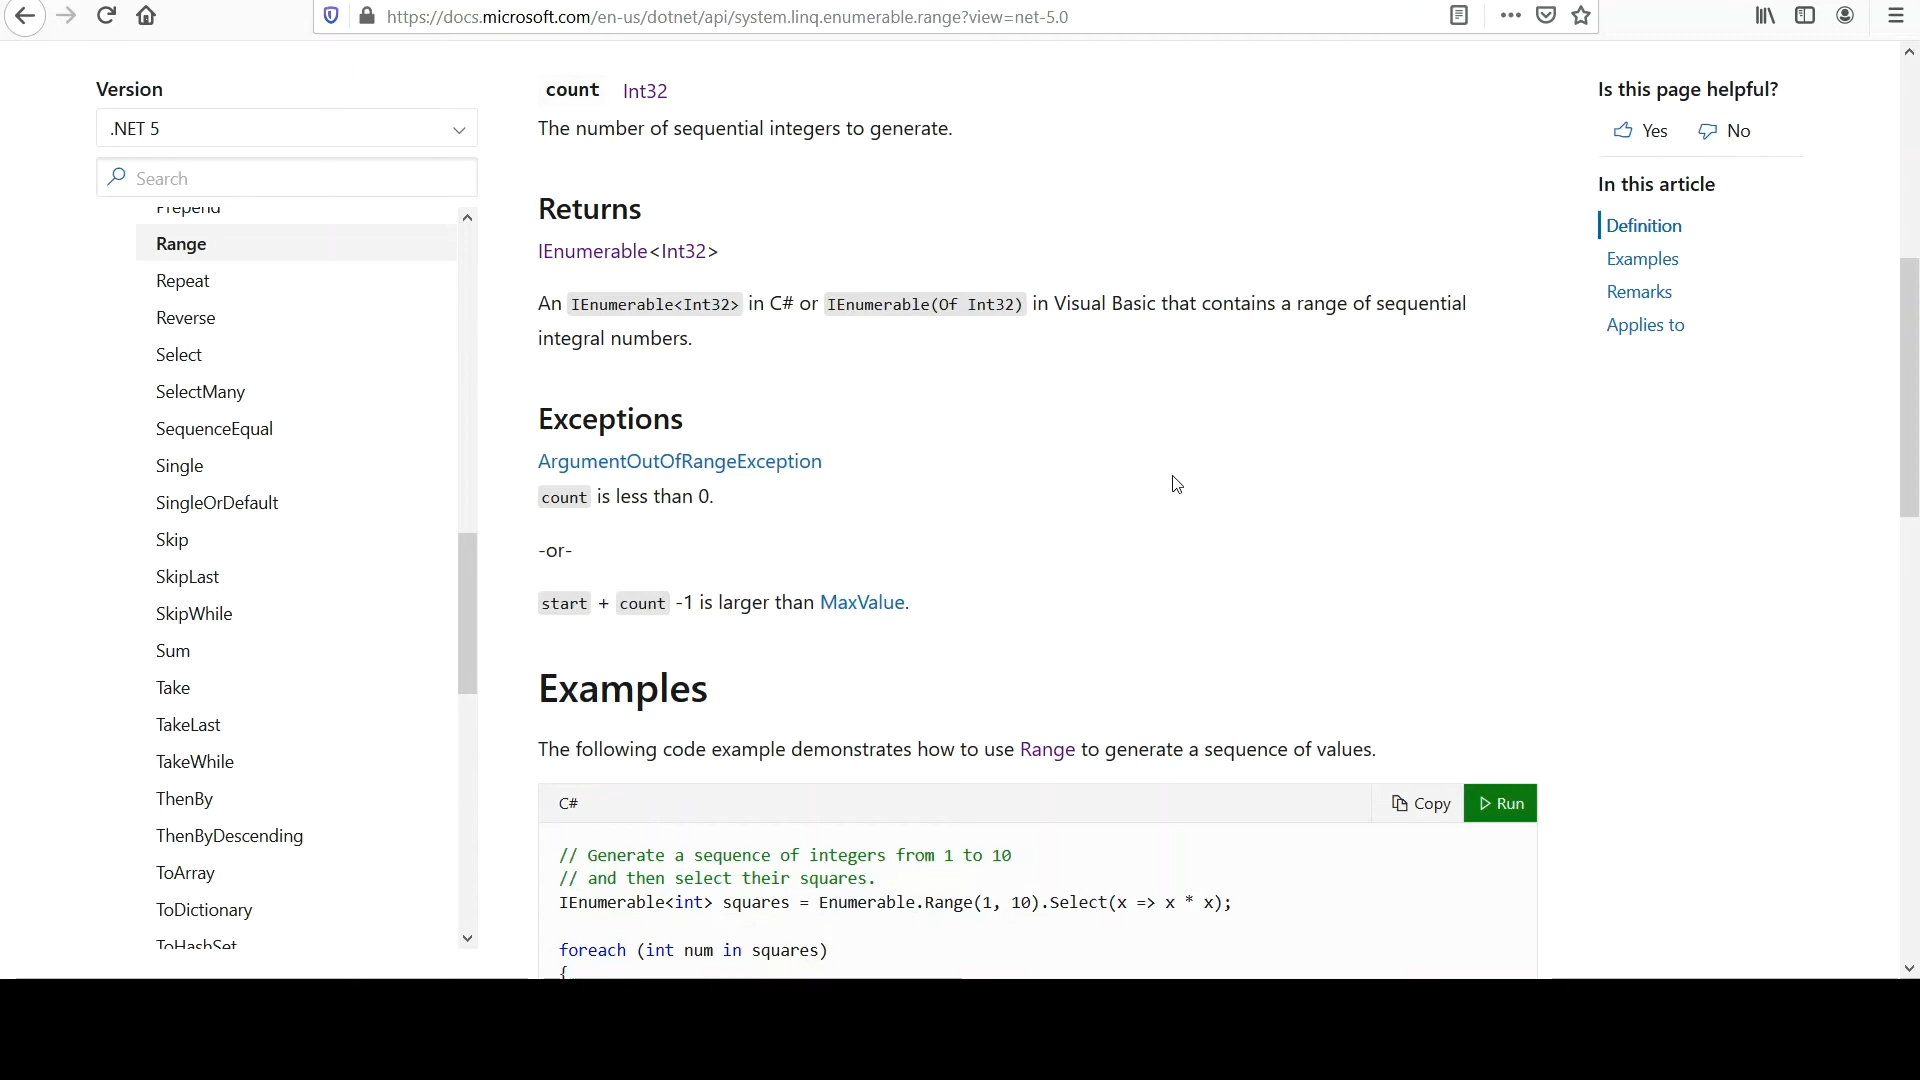 https://docs.microsoft.com/en-us/dotnet/api/system.linq.enumerable.range?view=net-5.0
Version
.NET 5
Search
Prepend
Range
Repeat
Reverse
Select
SelectMany
SequenceEqual
Single
SingleOrDefault
Skip
SkipLast
SkipWhile
Sum
Take
TakeLast
TakeWhile
ThenBy
ThenByDescending
ToArray
ToDictionary
ToHashSet
count Int32
The number of sequential integers to generate.
Returns
IEnumerable<Int32>
An IEnumerable<Int32> in C# or IEnumerable(Of Int32) in Visual Basic that contains a range of sequential
integral numbers.
Exceptions
ArgumentOutOfRangeException
count is less than 0.
-or-
start + count -1 is larger than MaxValue.
Examples
The following code example demonstrates how to use Range to generate a sequence of values.
C# Copy Run
// Generate a sequence of integers from 1 to 10
// and then select their squares.
IEnumerable<int> squares = Enumerable.Range(1, 10).Select(x => x * x);
foreach (int num in squares)
{
Is this page helpful?
Yes No
In this article
Definition
Examples
Remarks
Applies to